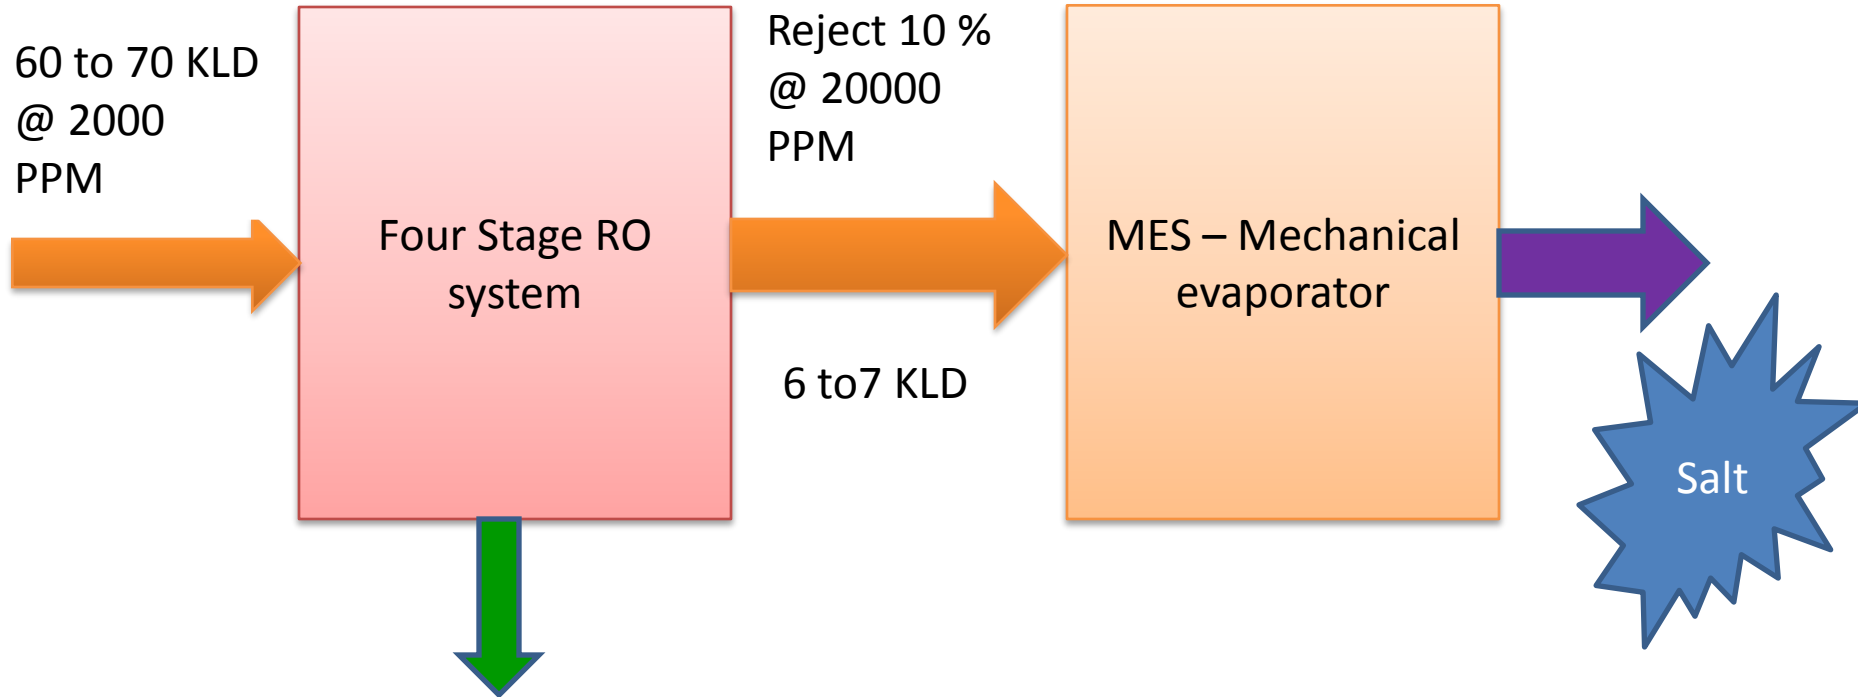 60 to 70 KLD
@ 2000
PPM
Four Stage RO
system
Reject 10 %
@ 20000
PPM
6 to7 KLD
MES – Mechanical
evaporator
Salt